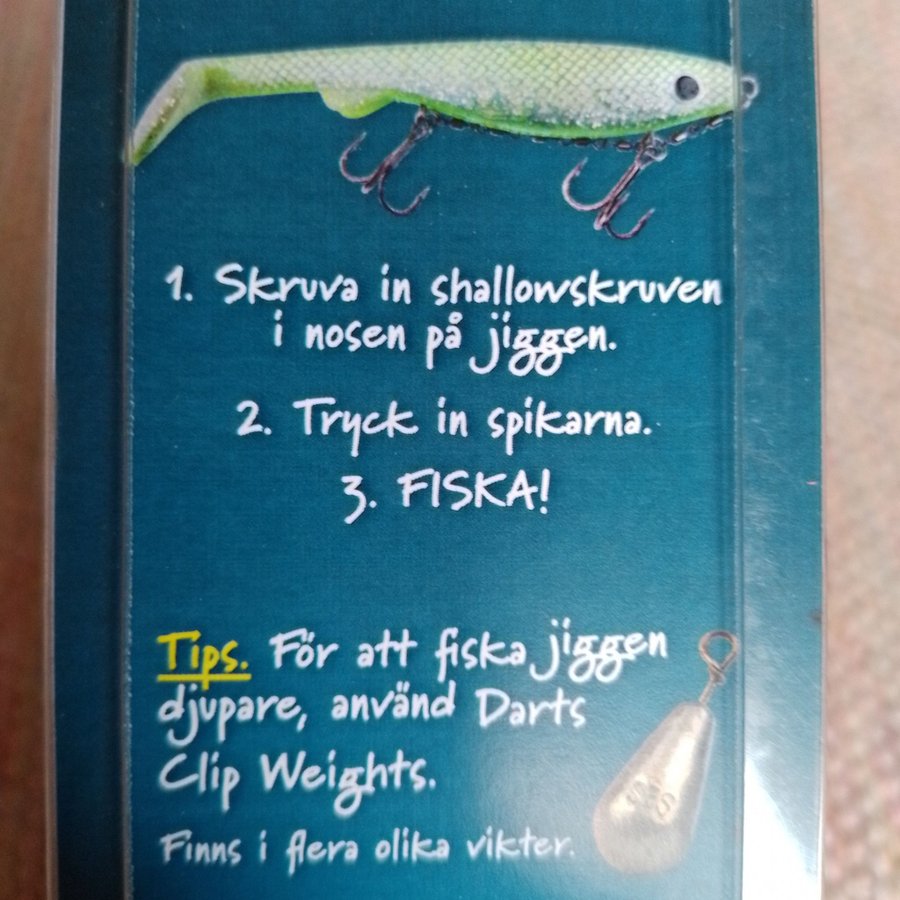 1. Skruva in shallowskruven
i nosen på jiggen.
2. Tryck in spikarna.
3. FISKA!
Tips. För att fiska jiggen
djupare, använd Darts
Clip Weights.
Finns i flera olika vikter.